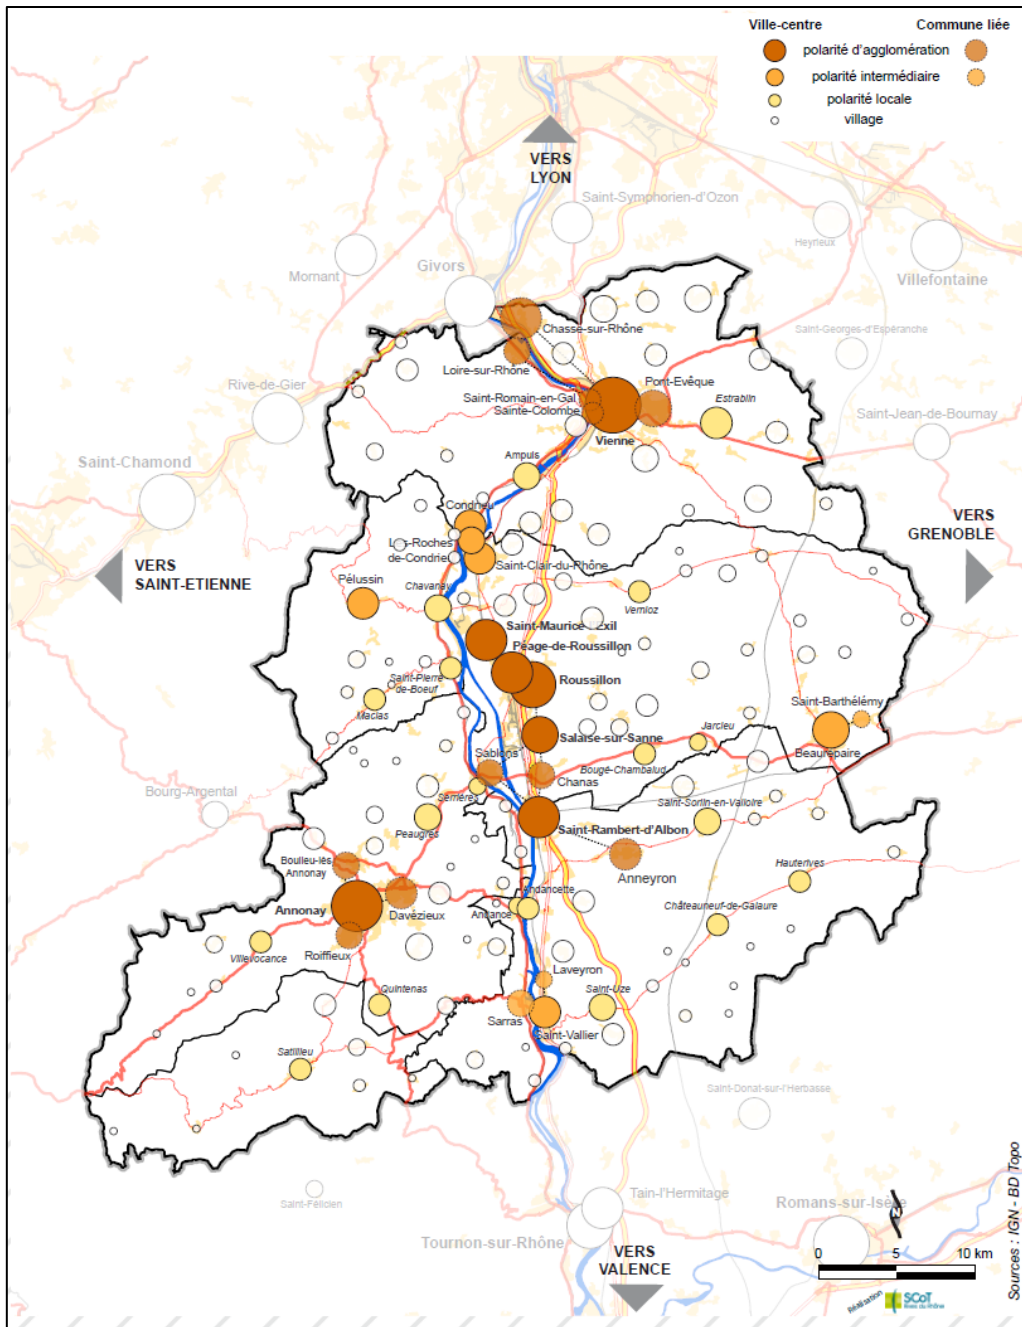 Ville-centre
Commune liée
polarité d'agglomération
polarité intermédiaire
polarité locale
village
VERS
LYON
Saint-Symphorien-d'Ozon
Heyrieux
Mornant
Givors
Villefontaine
Chasse-sur-Rhône
Saint-Georges-d'Espéranche
Loire-sur-Rhône
Rive-de-Gier
Pont-Evêque
Saint-Romain-en-Gal
Estrablin
Sainte-Colombe
Saint-Jean-de-Bournay
Vienne
Saint-Chamond
Ampuis
Condrieu
VERS
GRENOBLE
Les-Roches
de-Condrieu
VERS
SAINT-ETIENNE
Saint-Clair-du-Rhône
Pélussin
Chavanay
Vernioz
Saint-Maurice-l'Exil
Péage-de-Roussillon
Saint-Pierre
de-Boeuf
Roussillon
Maclas
Saint-Barthélémy
Jarcieu
Salaise-sur-Sanne
Sablons
Beaurepaire
Bougé-Chambalud
Chanas
Bourg-Argental
Serrières
Saint-Sorlin-en-Valloire
Peaugres
Saint-Rambert-d'Albon
Boulieu-lès
Annonay
Hauterives
Anneyron
Andancette
Châteauneuf-de-Galaure
Annonay
Davézieux
Andance
Villevocance
Roiffieux
Laveyron
Quintenas
Saint-Uze
Sarras
Saint-Vallier
Satillieu
Saint-Donat-sur-l'Herbasse
Saint-Félicien
Tain-l'Hermitage
Romans-sur-Isère
Tournon-sur-Rhône
VERS
VALENCE
0 5 10 km
Réalisation
SCoT
Rives du Rhône
Sources : IGN - BD Topo